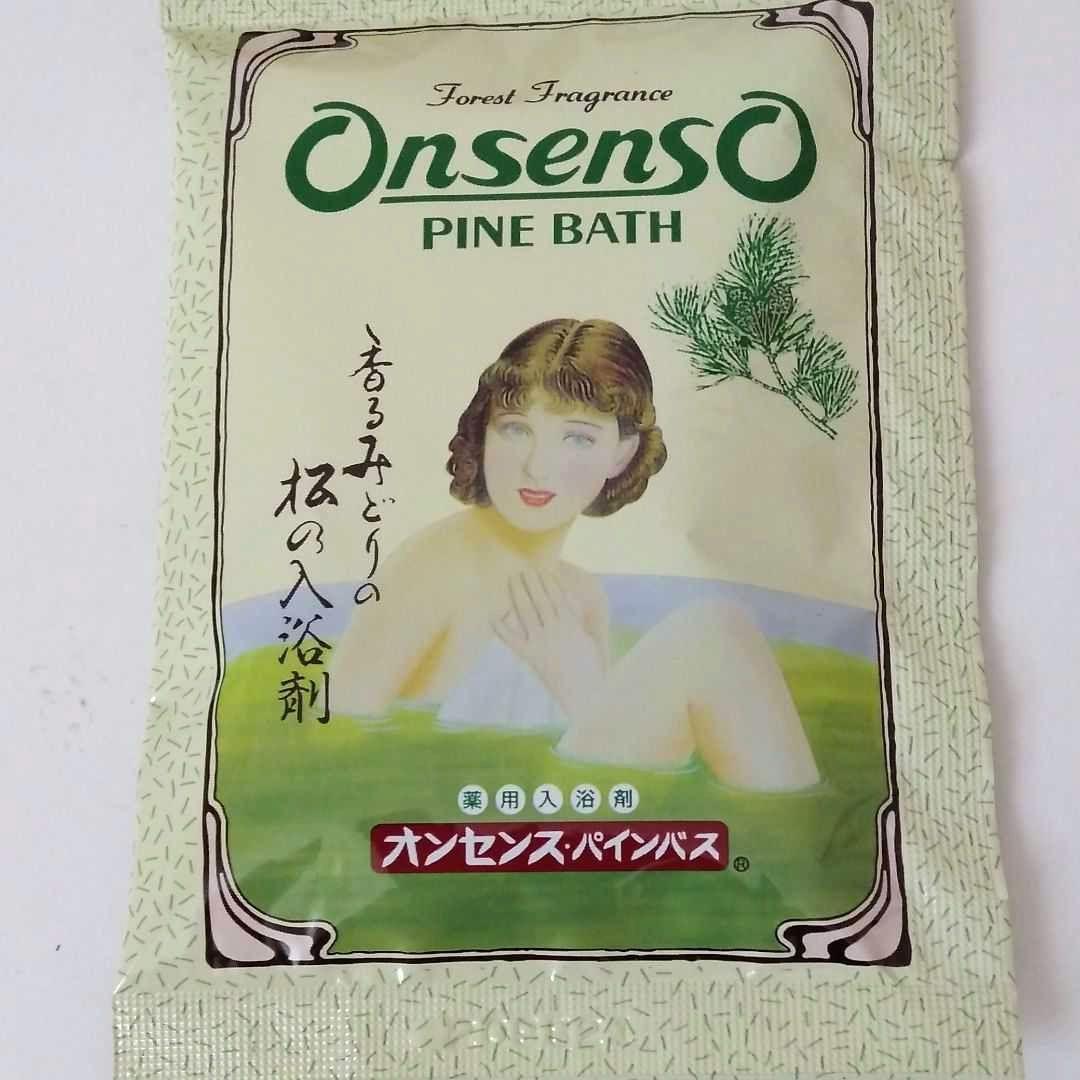 Forest Fragrance
OnsensO
PINE BATH
香るみどりの
松の入浴剤
薬用入浴剤
オンセンス・パインバス®